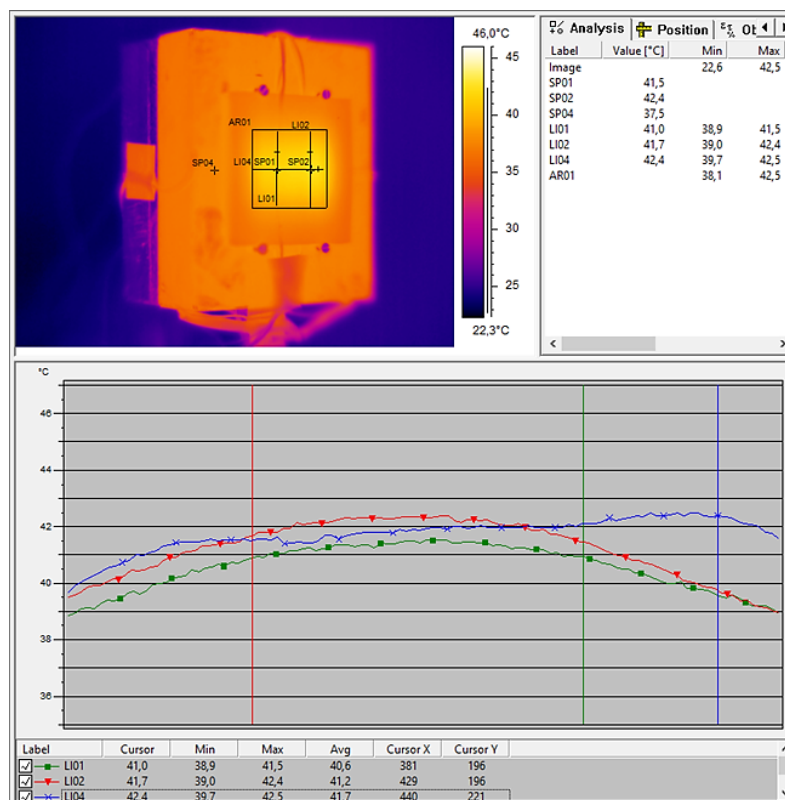 46,0°C
45
40
35
30
25
22,3°C
AR01
LI02
SP04
LI04 SP01 SP02
LI01
Analysis Position
Label Value [°C] Min Max
Image 22,6 42,5
SP01 41,5
SP02 42,4
SP04 37,5
LI01 41,0 38,9 41,5
LI02 41,7 39,0 42,4
LI04 42,4 39,7 42,5
AR01 38,1 42,5
°C
46
44
42
40
38
36
Label Cursor Min Max Avg Cursor X Cursor Y
LI01 41,0 38,9 41,5 40,6 381 196
LI02 41,7 39,0 42,4 41,2 429 196
LI04 42,4 39,7 42,5 41,7 440 221